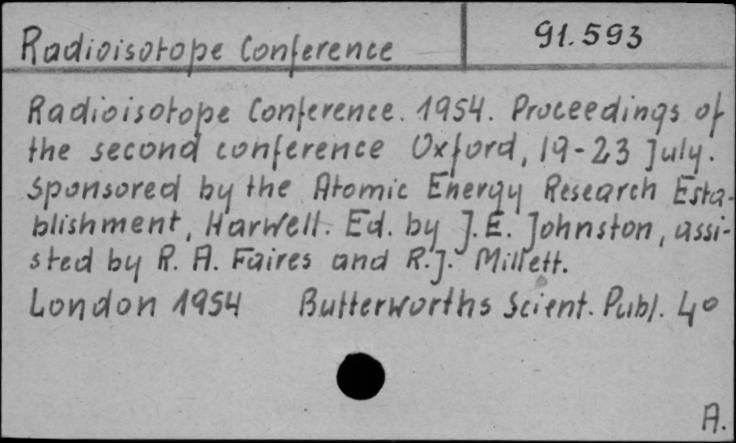 Radioisotope Conference
91.593
Radioisotope Conference. 1954. Proceedings of
the second conference Oxford, 19-23 July.
Sponsored by the Atomic Energy Research Esta-
blishment, Harwell. Ed. by J.E. Johnston, assi-
sted by R. A. Faires and R.J. Millett.
London 1954 Butterworths Scient. Publ. 4°
A.